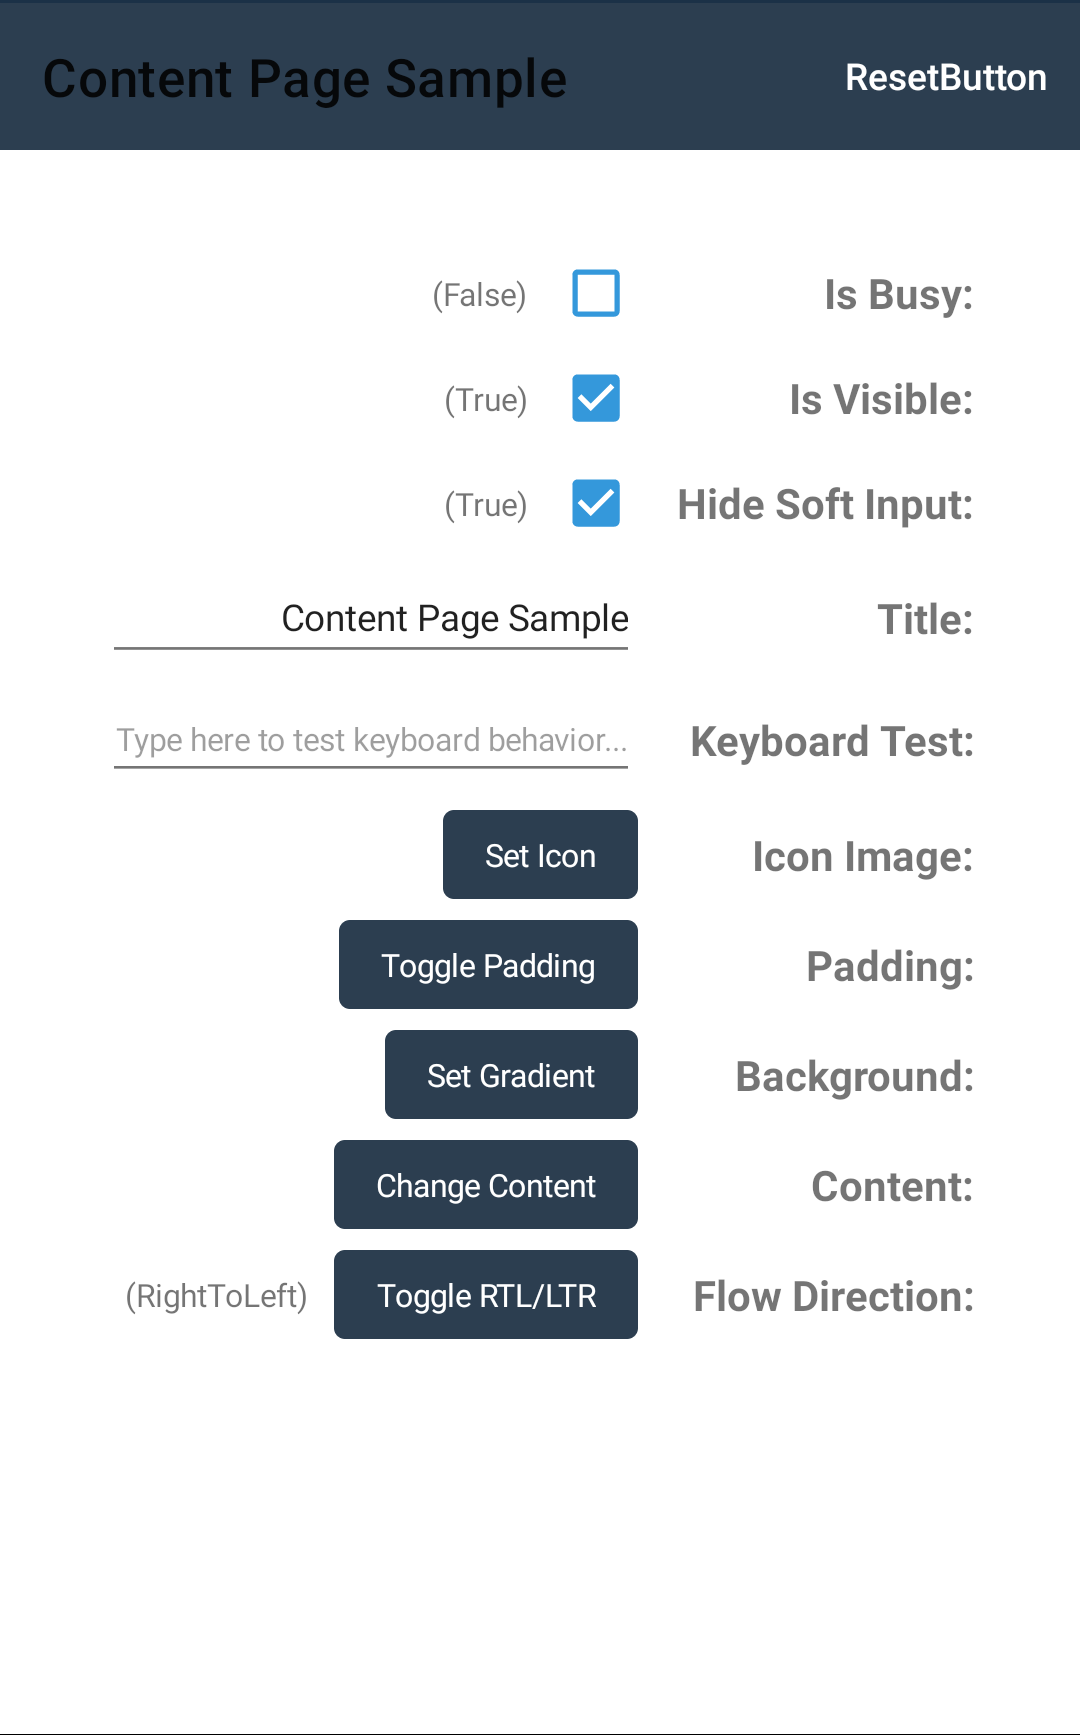 Content Page Sample
ResetButton
Is Busy: (False)
Is Visible: (True)
Hide Soft Input: (True)
Title: Content Page Sample
Keyboard Test: Type here to test keyboard behavior...
Icon Image: Set Icon
Padding: Toggle Padding
Background: Set Gradient
Content: Change Content
Flow Direction: Toggle RTL/LTR (RightToLeft)